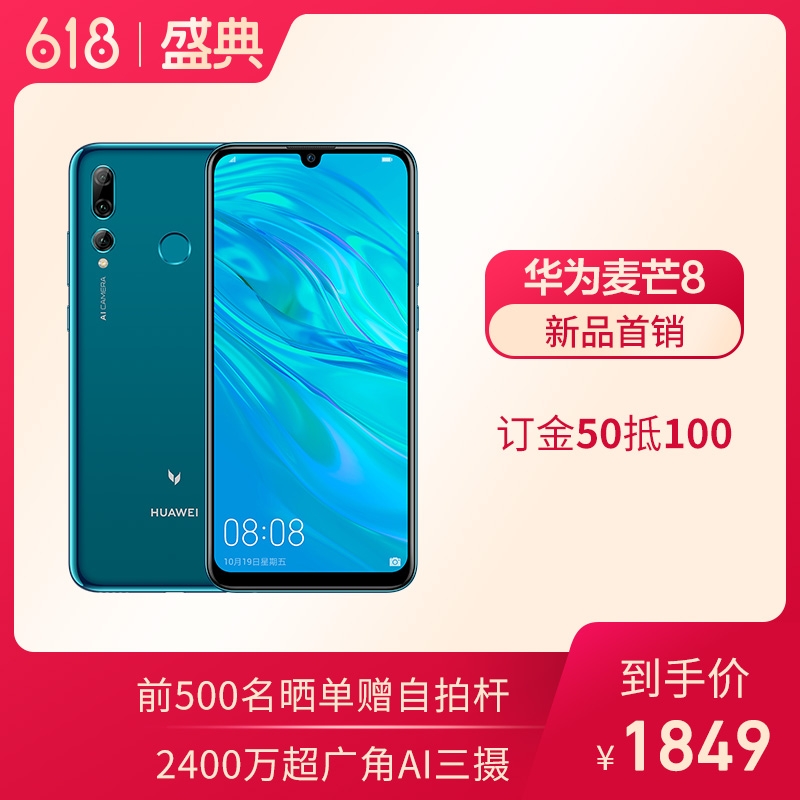 618 | 盛典
AI CAMERA
HUAWEI
08:08
10月19日星期五
华为麦芒8
新品首销
订金50抵100
前500名晒单赠自拍杆
2400万超广角AI三摄
到手价
¥1849